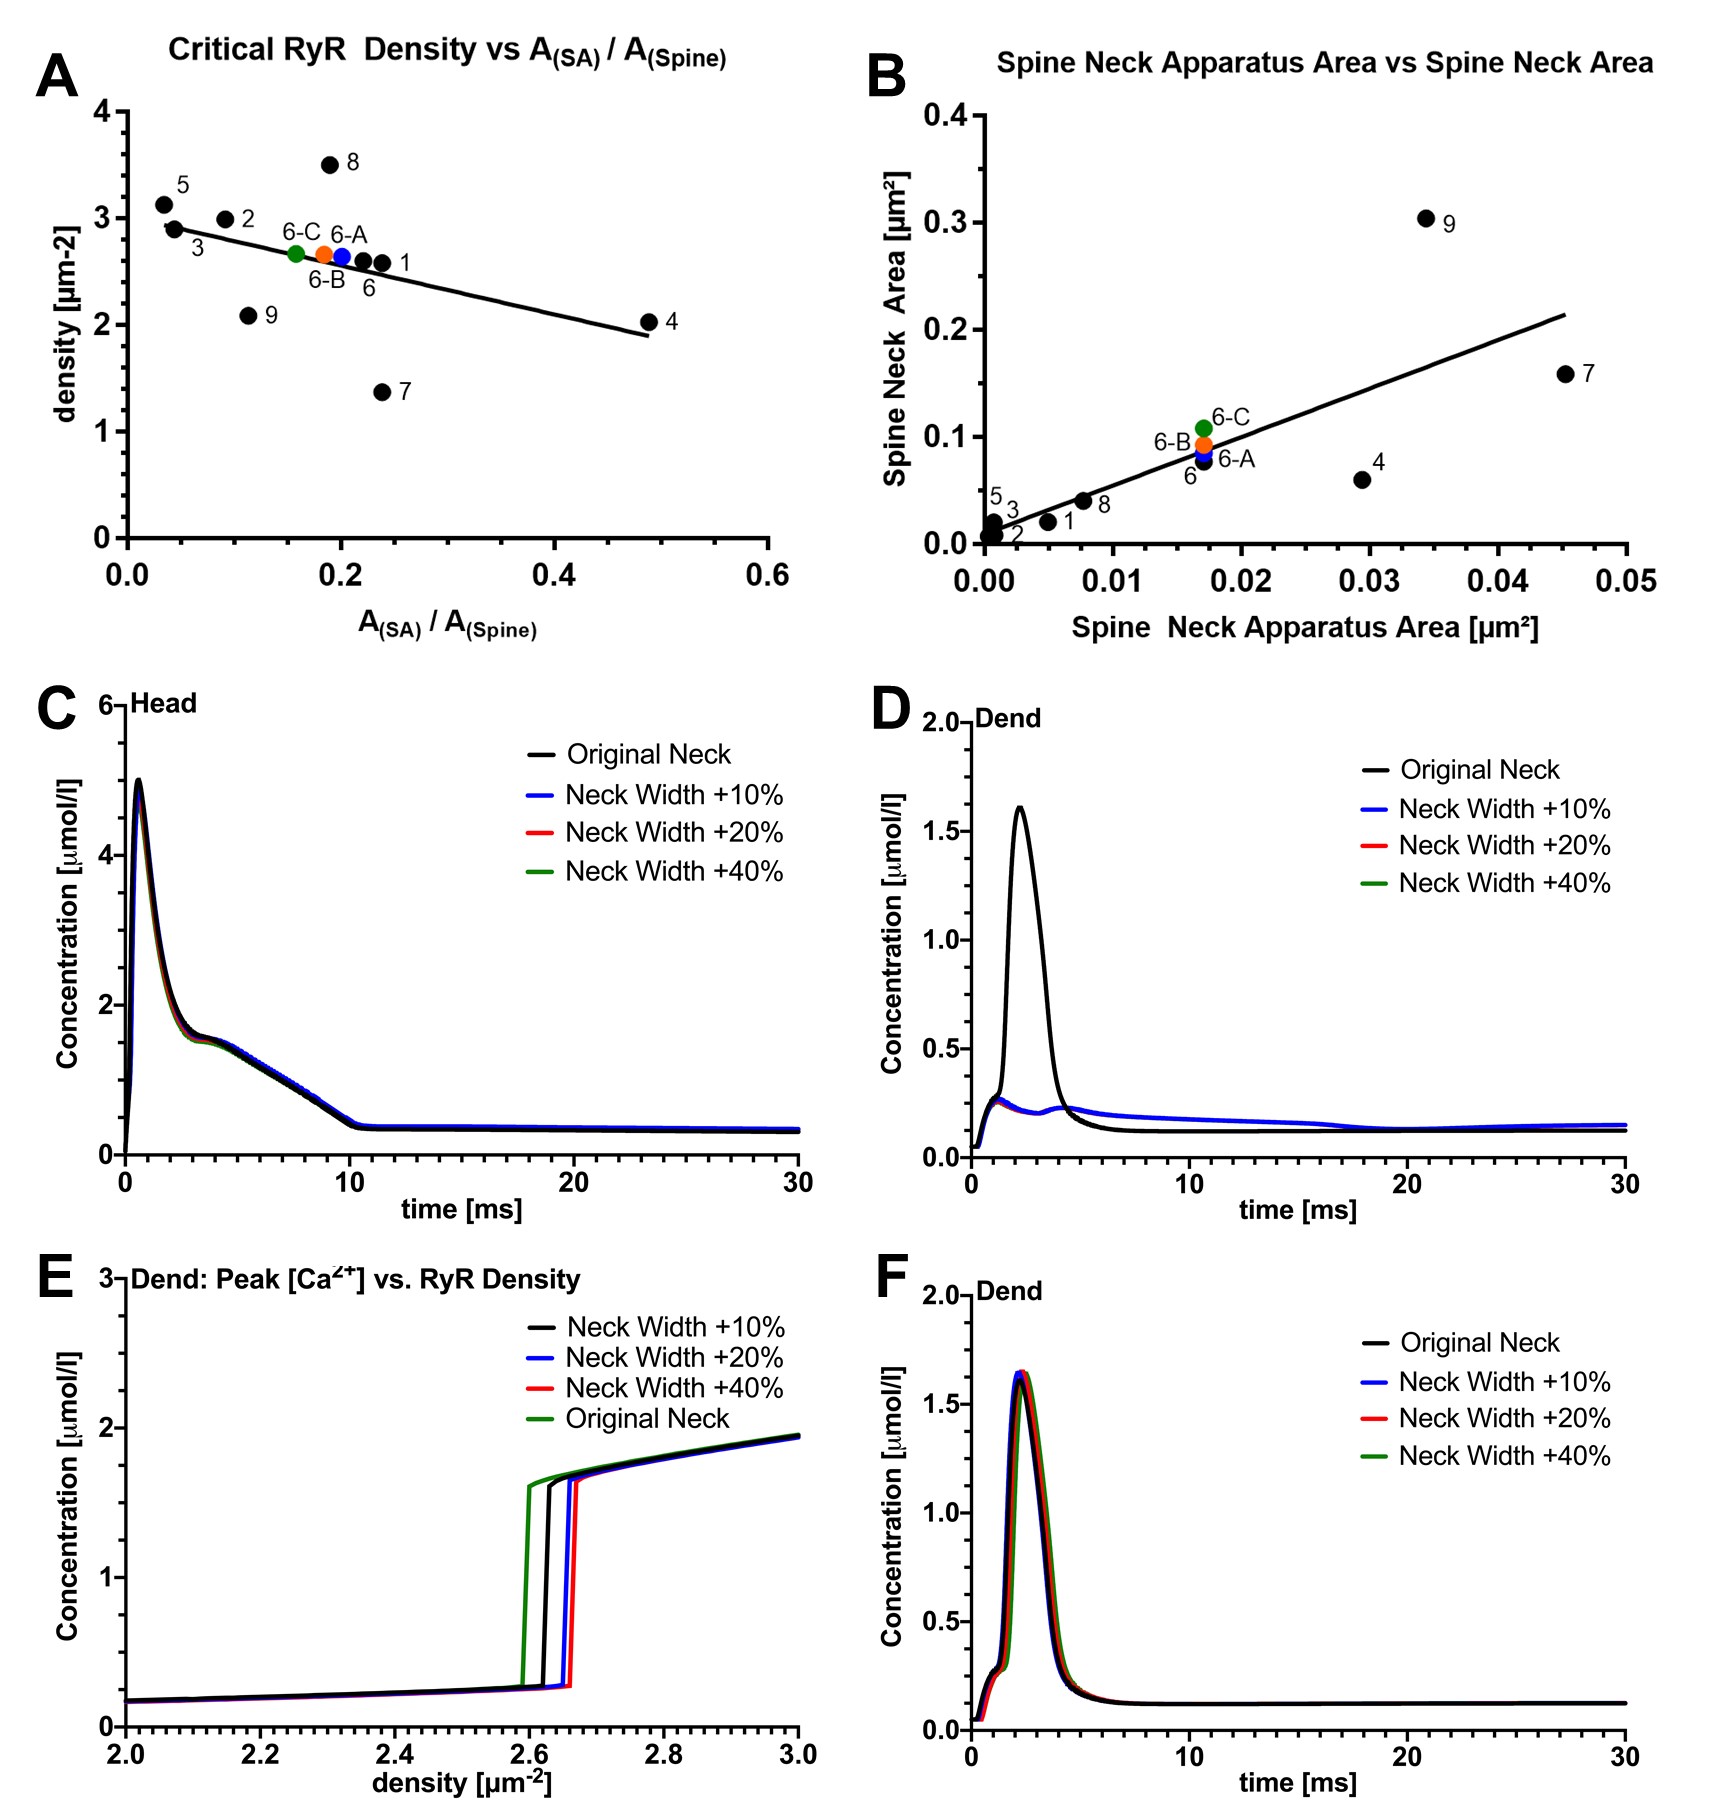 A
Critical RyR  Density vs A(SA) / A(Spine)
density [µm-2]
4
3
2
1
0
0.0 0.2 0.4 0.6
5
3
2
8
6-C 6-A
6-B 6
1
9
4
7
A(SA) / A(Spine)
B
Spine Neck Apparatus Area vs Spine Neck Area
Spine Neck  Area [µm²]
0.4
0.3
0.2
0.1
0.0
0.00 0.01 0.02 0.03 0.04 0.05
9
7
6-C
6-B
6-A
6
4
5
3
2
1
8
Spine  Neck Apparatus Area [µm²]
C
Head
Concentration [µmol/l]
6
4
2
0
0 10 20 30
Original Neck
Neck Width +10%
Neck Width +20%
Neck Width +40%
time [ms]
D
Dend
Concentration [µmol/l]
2.0
1.5
1.0
0.5
0.0
0 10 20 30
Original Neck
Neck Width +10%
Neck Width +20%
Neck Width +40%
time [ms]
E
Dend: Peak [Ca2+] vs. RyR Density
Concentration [µmol/l]
3
2
1
0
2.0 2.2 2.4 2.6 2.8 3.0
Neck Width +10%
Neck Width +20%
Neck Width +40%
Original Neck
density [µm-2]
F
Dend
Concentration [µmol/l]
2.0
1.5
1.0
0.5
0.0
0 10 20 30
Original Neck
Neck Width +10%
Neck Width +20%
Neck Width +40%
time [ms]